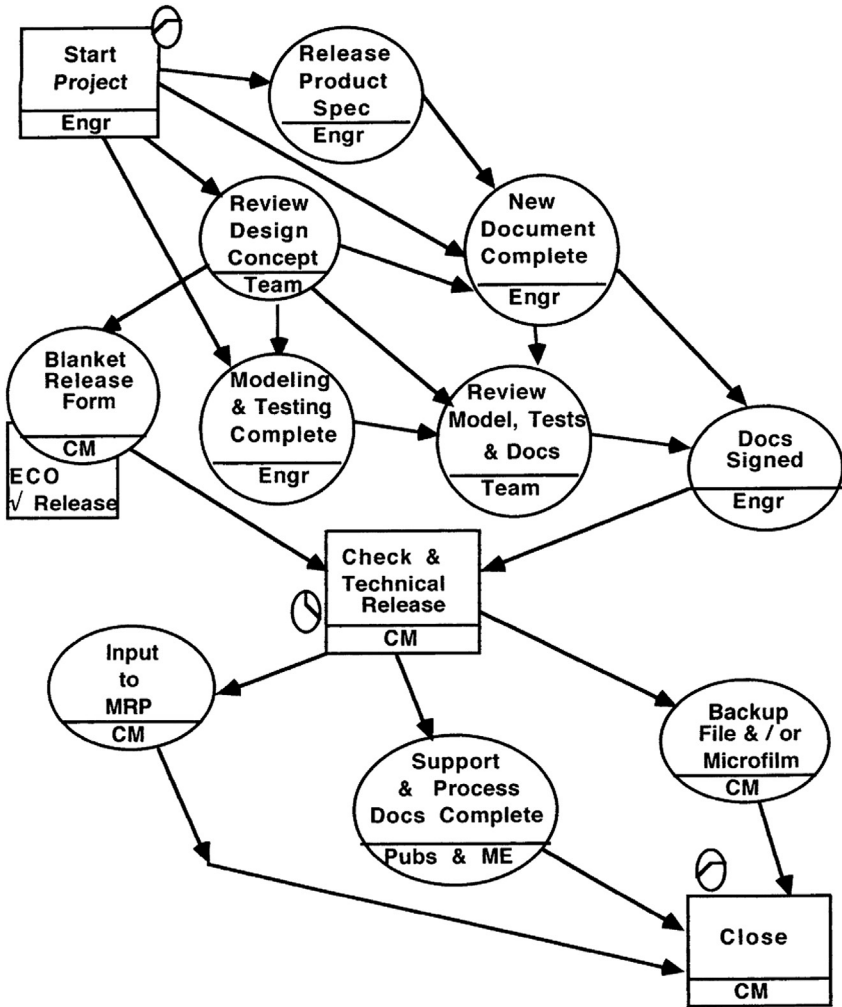 Start
Project
Engr
Release
Product
Spec
Engr
Review
Design
Concept
Team
New
Document
Complete
Engr
Blanket
Release
Form
CM
ECO
√ Release
Modeling
& Testing
Complete
Engr
Review
Model, Tests
& Docs
Team
Docs
Signed
Engr
Check &
Technical
Release
CM
Input
to
MRP
CM
Support
& Process
Docs Complete
Pubs & ME
Backup
File & / or
Microfilm
CM
Close
CM